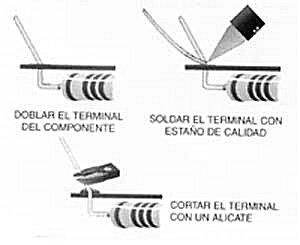 DOBLAR EL TERMINAL
DEL COMPONENTE
SOLDAR EL TERMINAL CON
ESTAÑO DE CALIDAD
CORTAR EL TERMINAL
CON UN ALICATE